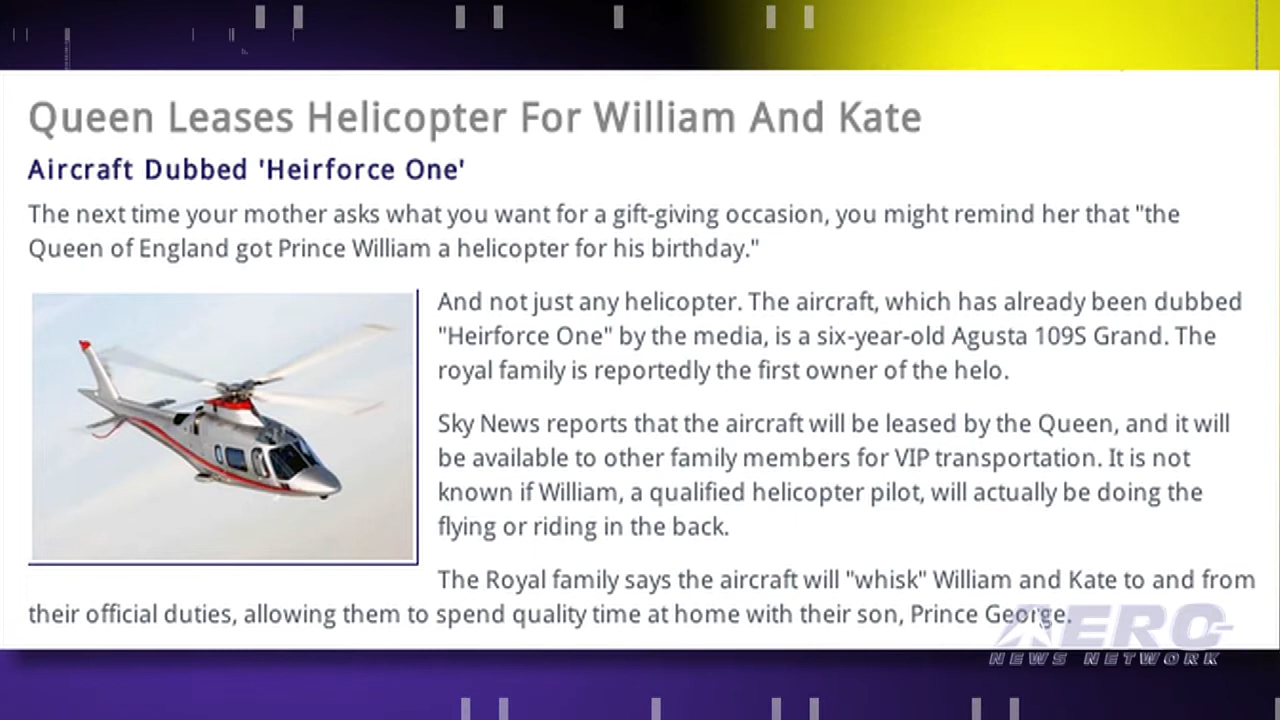 Queen Leases Helicopter For William And Kate
Aircraft Dubbed 'Heirforce One'
The next time your mother asks what you want for a gift-giving occasion, you might remind her that "the
Queen of England got Prince William a helicopter for his birthday."
And not just any helicopter. The aircraft, which has already been dubbed
"Heirforce One" by the media, is a six-year-old Agusta 109S Grand. The
royal family is reportedly the first owner of the helo.
Sky News reports that the aircraft will be leased by the Queen, and it will
be available to other family members for VIP transportation. It is not
known if William, a qualified helicopter pilot, will actually be doing the
flying or riding in the back.
The Royal family says the aircraft will "whisk" William and Kate to and from
their official duties, allowing them to spend quality time at home with their son, Prince George.
AERO
NEWS NETWORK